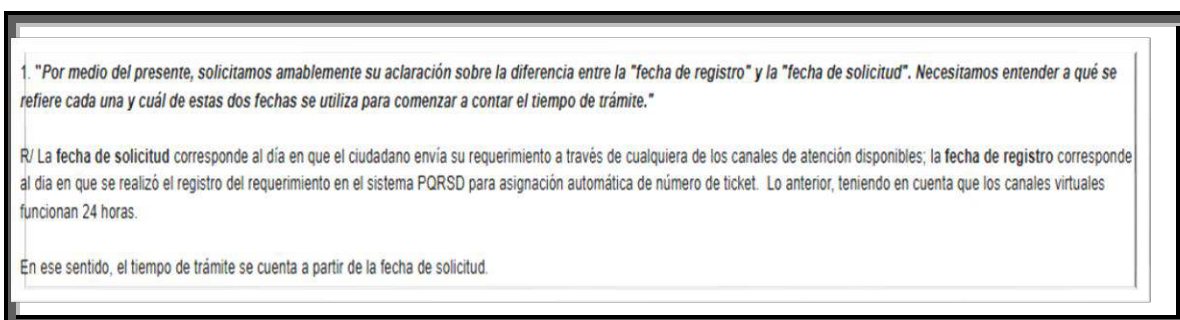 1. "Por medio del presente, solicitamos amablemente su aclaración sobre la diferencia entre la "fecha de registro" y la "fecha de solicitud". Necesitamos entender a qué se
refiere cada una y cuál de estas dos fechas se utiliza para comenzar a contar el tiempo de trámite."
R/ La fecha de solicitud corresponde al día en que el ciudadano envía su requerimiento a través de cualquiera de los canales de atención disponibles; la fecha de registro corresponde
al dia en que se realizó el registro del requerimiento en el sistema PQRSD para asignación automática de número de ticket. Lo anterior, teniendo en cuenta que los canales virtuales
funcionan 24 horas.
En ese sentido, el tiempo de trámite se cuenta a partir de la fecha de solicitud.